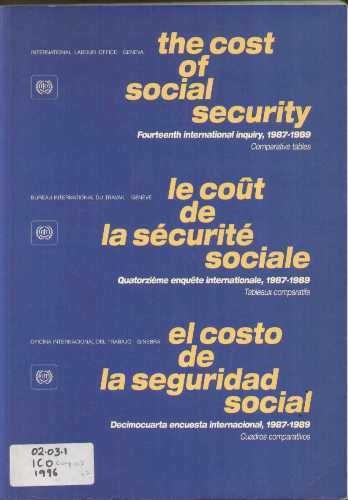 INTERNATIONAL LABOUR OFFICE GENEVA
the cost
of
social
security
Fourteenth international inquiry, 1987-1989
Comparative tables
BUREAU INTERNATIONAL DU TRAVAIL GENÈVE
le coût
de
la sécurité
sociale
Quatorzième enquête internationale, 1987-1989
Tableaux comparatifs
OFICINA INTERNACIONAL DEL TRABAJO GINEBRA
el costo
de
la seguridad
social
Decimocuarta encuesta internacional, 1987-1989
Cuadros comparativos
02.03.1
ICO
1996